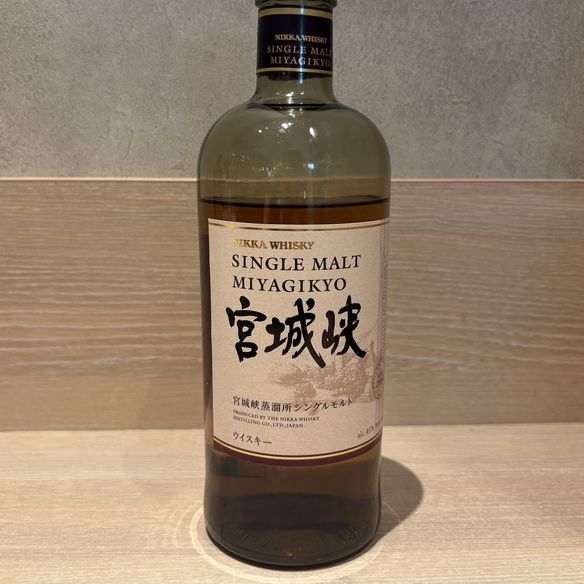 NIKKA WHISKY
SINGLE MALT
MIYAGIKYO
NIKKA WHISKY
SINGLE MALT
MIYAGIKYO
宮城峡
宮城峡蒸溜所シングルモルト
PRODUCED BY THE NIKKA WHISKY
DISTILLING CO.,LTD.,JAPAN
ウイスキー
alc. 45%